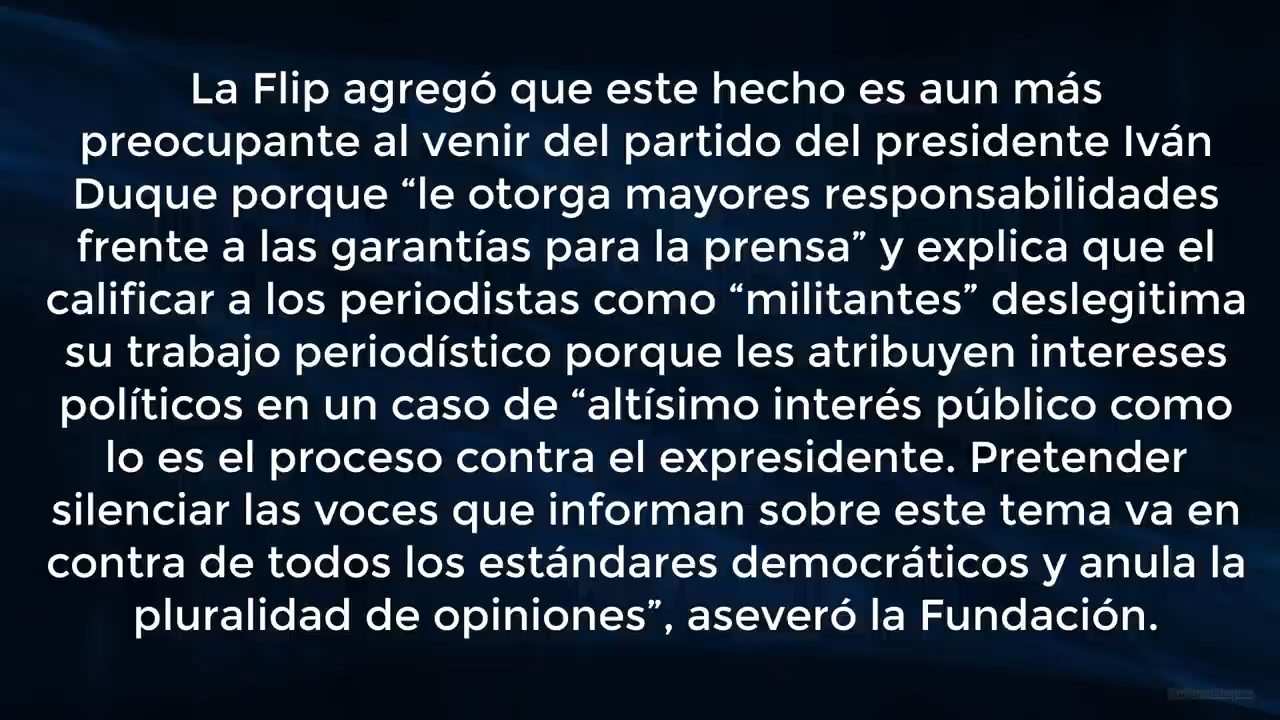 La Flip agregó que este hecho es aun más
preocupante al venir del partido del presidente Iván
Duque porque “le otorga mayores responsabilidades
frente a las garantías para la prensa” y explica que el
calificar a los periodistas como “militantes” deslegitima
su trabajo periodístico porque les atribuyen intereses
políticos en un caso de “altísimo interés público como
lo es el proceso contra el expresidente. Pretender
silenciar las voces que informan sobre este tema va en
contra de todos los estándares democráticos y anula la
pluralidad de opiniones”, aseveró la Fundación.